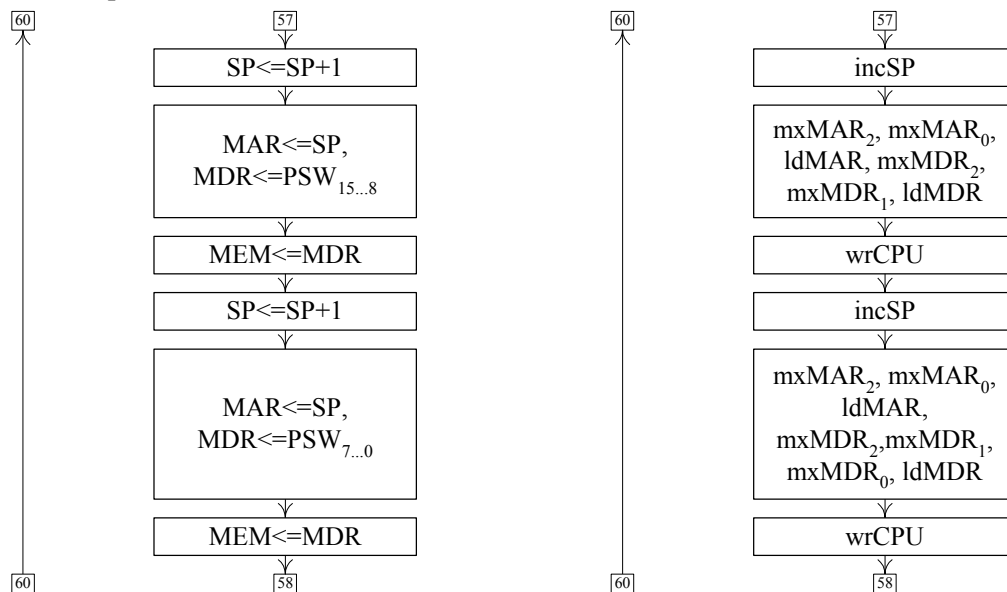 60
57
60
57
SP<=SP+1
incSP
MAR<=SP,
MDR<=PSW15...8
mxMAR2, mxMAR0,
ldMAR, mxMDR2,
mxMDR1, ldMDR
MEM<=MDR
wrCPU
SP<=SP+1
incSP
MAR<=SP,
MDR<=PSW7...0
mxMAR2, mxMAR0,
ldMAR,
mxMDR2,mxMDR1,
mxMDR0, ldMDR
MEM<=MDR
wrCPU
60
58
60
58